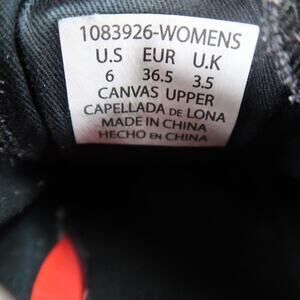 1083926-WOMENS
U.S EUR U.K
6 36.5 3.5
CANVAS UPPER
CAPELLADA DE LONA
MADE IN CHINA
HECHO EN CHINA